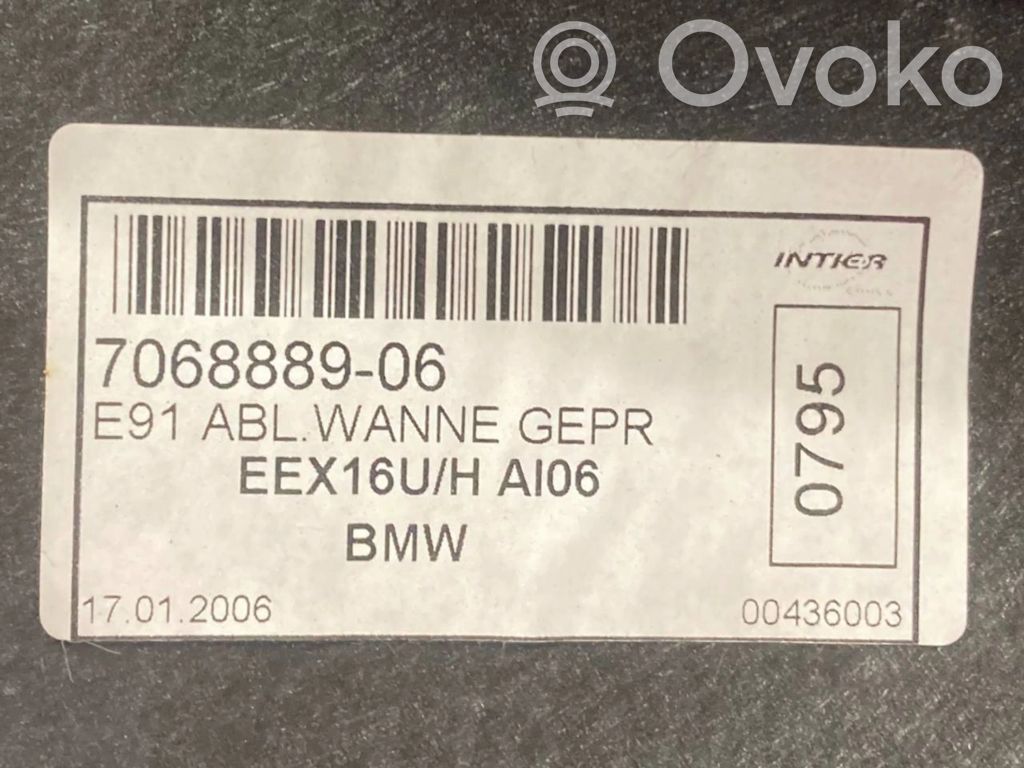 Ovoko
INTIER
7068889-06
E91 ABL.WANNE GEPR
EEX16U/H AI06
BMW
0795
17.01.2006
00436003